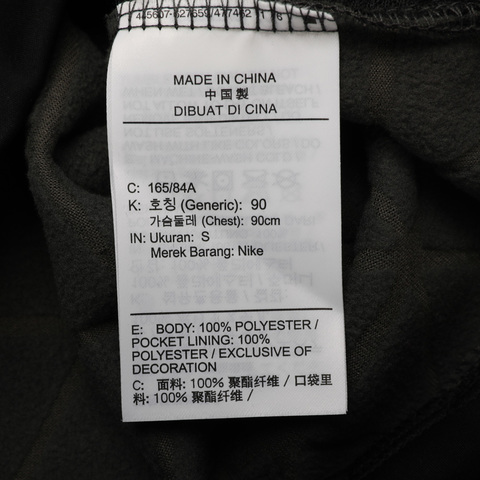 MADE IN CHINA
中国製
DIBUAT DI CINA
C: 165/84A
K: 호칭 (Generic): 90
가슴둘레 (Chest): 90cm
IN: Ukuran: S
Merek Barang: Nike
E: BODY: 100% POLYESTER /
POCKET LINING: 100%
POLYESTER / EXCLUSIVE OF
DECORATION
C: 面料: 100% 聚酯纤维 / 口袋里
料: 100% 聚酯纤维 /